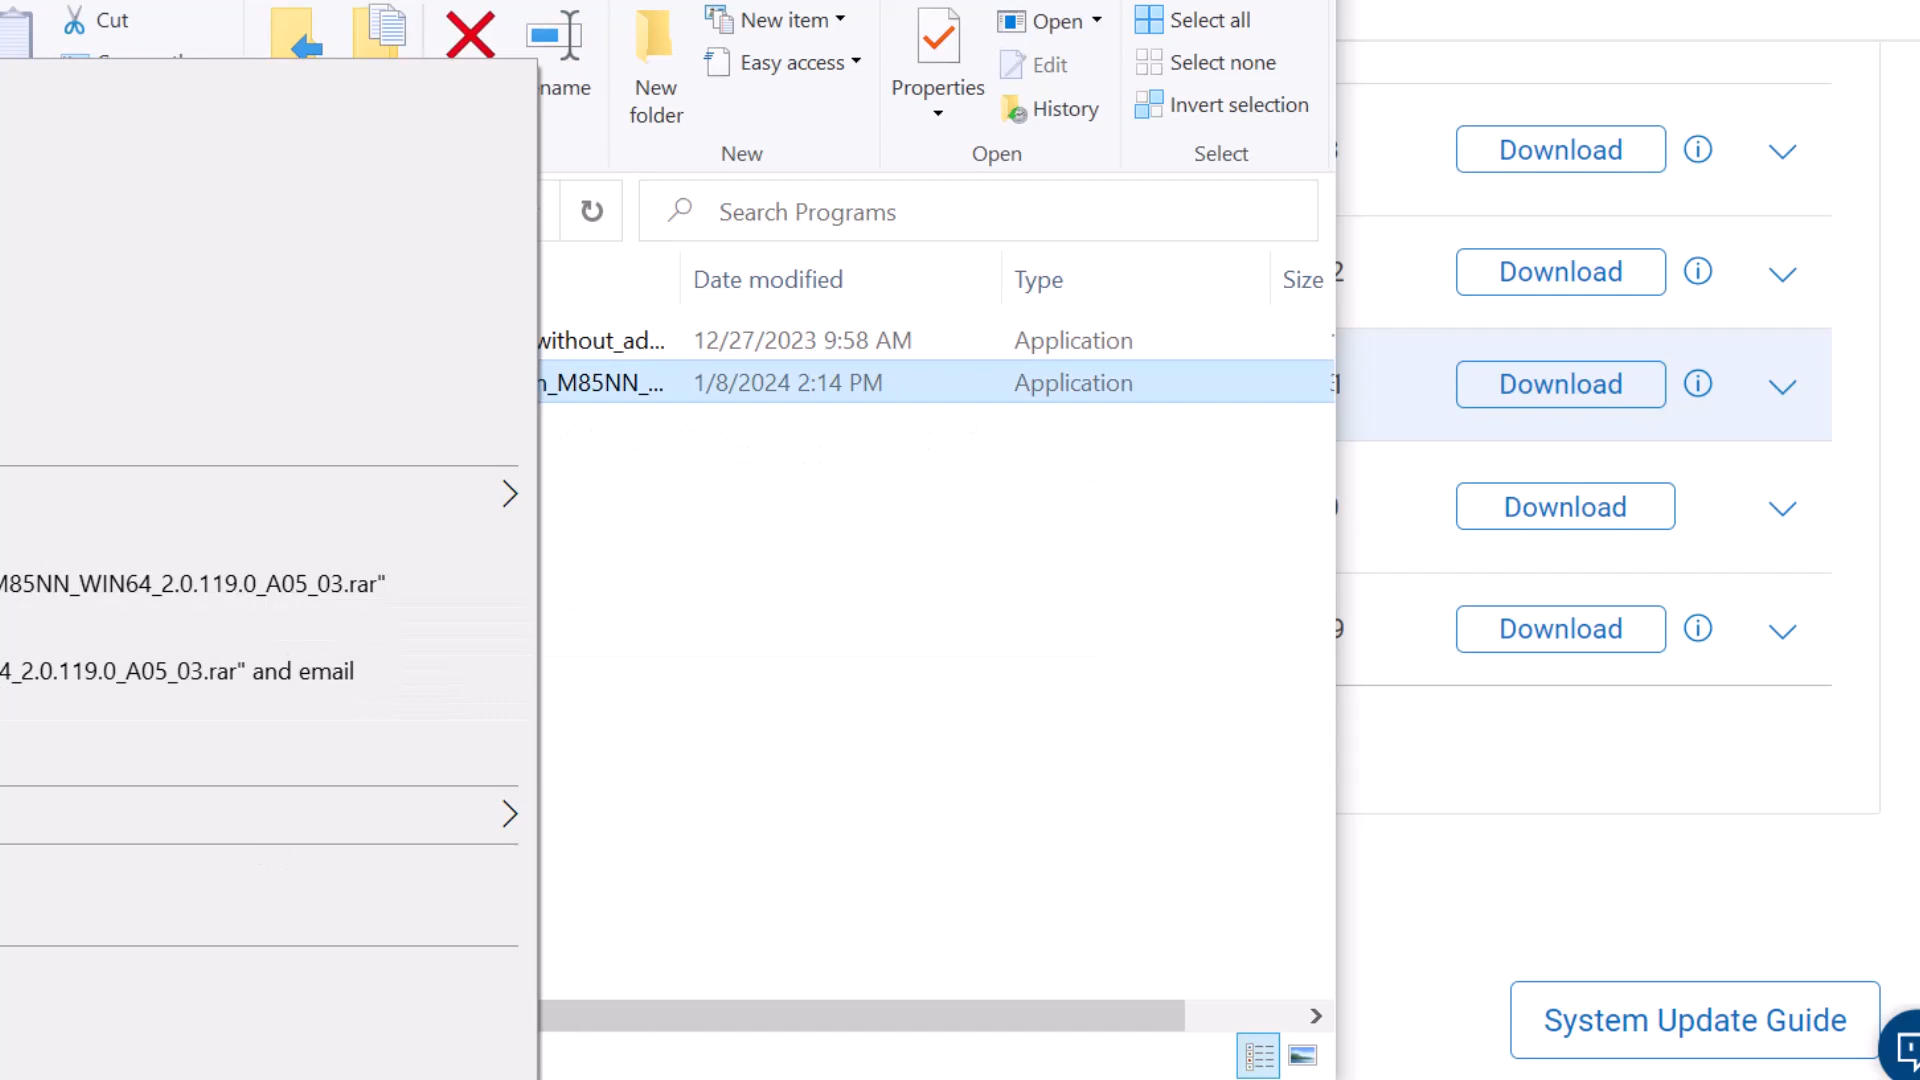 Cut
name
New
folder
New item
Easy access
New
Properties
Open
Edit
History
Open
Select all
Select none
Invert selection
Select
Search Programs
Date modified
Type
Size
without_ad...
12/27/2023 9:58 AM
Application
_M85NN_...
1/8/2024 2:14 PM
Application
M85NN_WIN64_2.0.119.0_A05_03.rar"
4_2.0.119.0_A05_03.rar" and email
Download
2
Download
1
Download
Download
9
Download
System Update Guide